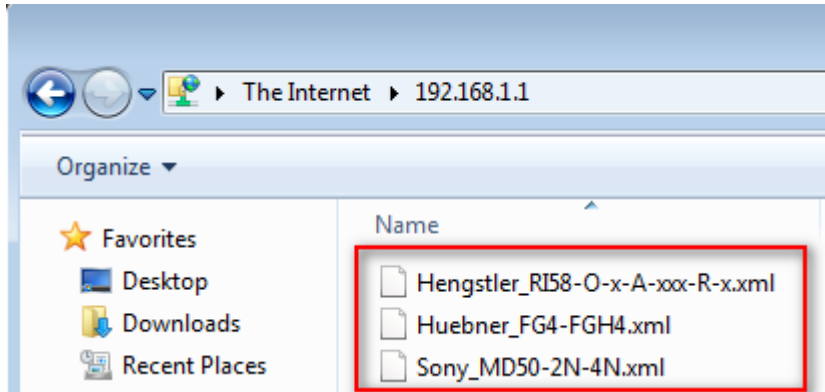 The Internet ▸ 192.168.1.1
Organize
Favorites
Desktop
Downloads
Recent Places
Name
Hengstler_RI58-O-x-A-xxx-R-x.xml
Huebner_FG4-FGH4.xml
Sony_MD50-2N-4N.xml